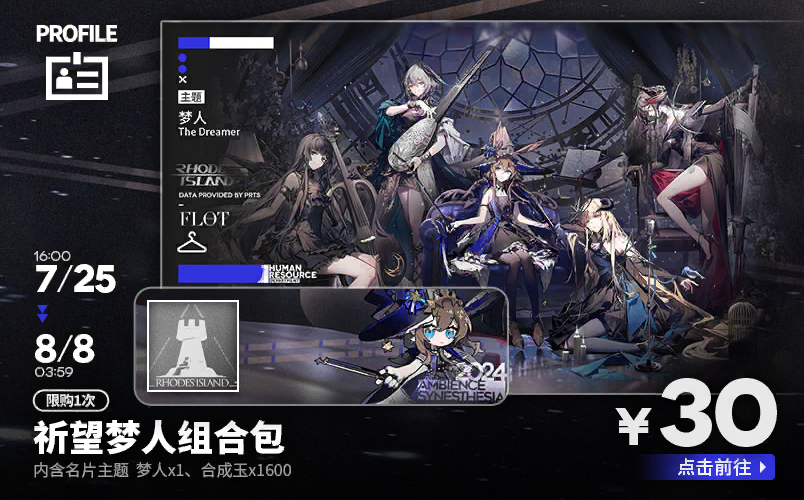 PROFILE
主题
梦人
The Dreamer
RHODES
ISLAND
DATA PROVIDED BY PRTS
FLOT
HUMAN
RESOURCE
DEPARTMENT
16:00
7/25
8/8
03:59
RHODES ISLAND
2024
AMBIENCE
SYNESTHESIA
限购1次
祈望梦人组合包
内含名片主题 梦人x1、合成玉x1600
¥30
点击前往